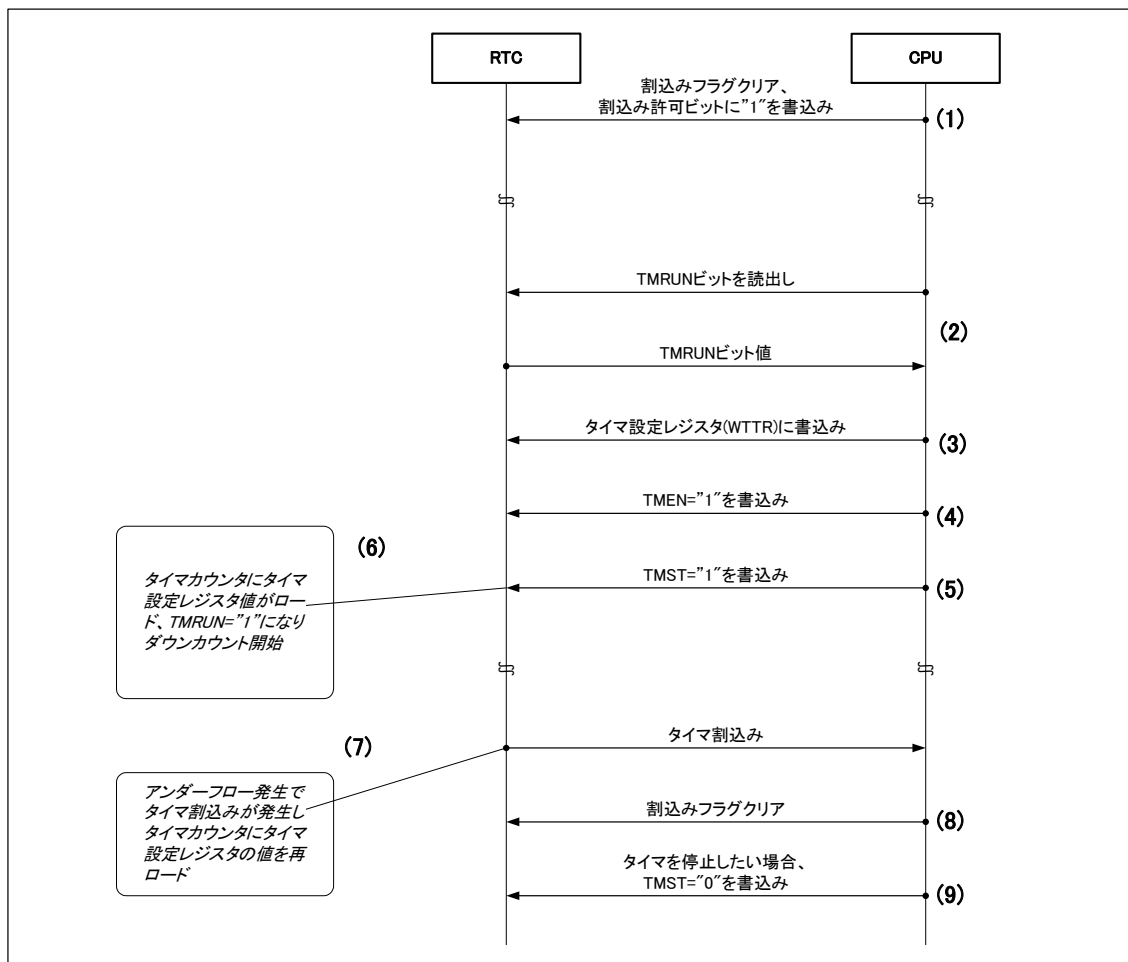 RTC
CPU
割込みフラグクリア、
割込み許可ビットに"1"を書込み
(1)
TMRUNビットを読出し
(2)
TMRUNビット値
タイマ設定レジスタ(WTTR)に書込み
(3)
TMEN="1"を書込み
(4)
(6)
タイマカウンタにタイマ
設定レジスタ値がロー
ド、TMRUN="1"になり
ダウンカウント開始
TMST="1"を書込み
(5)
(7)
タイマ割込み
アンダーフロー発生で
タイマ割込みが発生し
タイマカウンタにタイマ
設定レジスタの値を再
ロード
割込みフラグクリア
(8)
タイマを停止したい場合、
TMST="0"を書込み
(9)